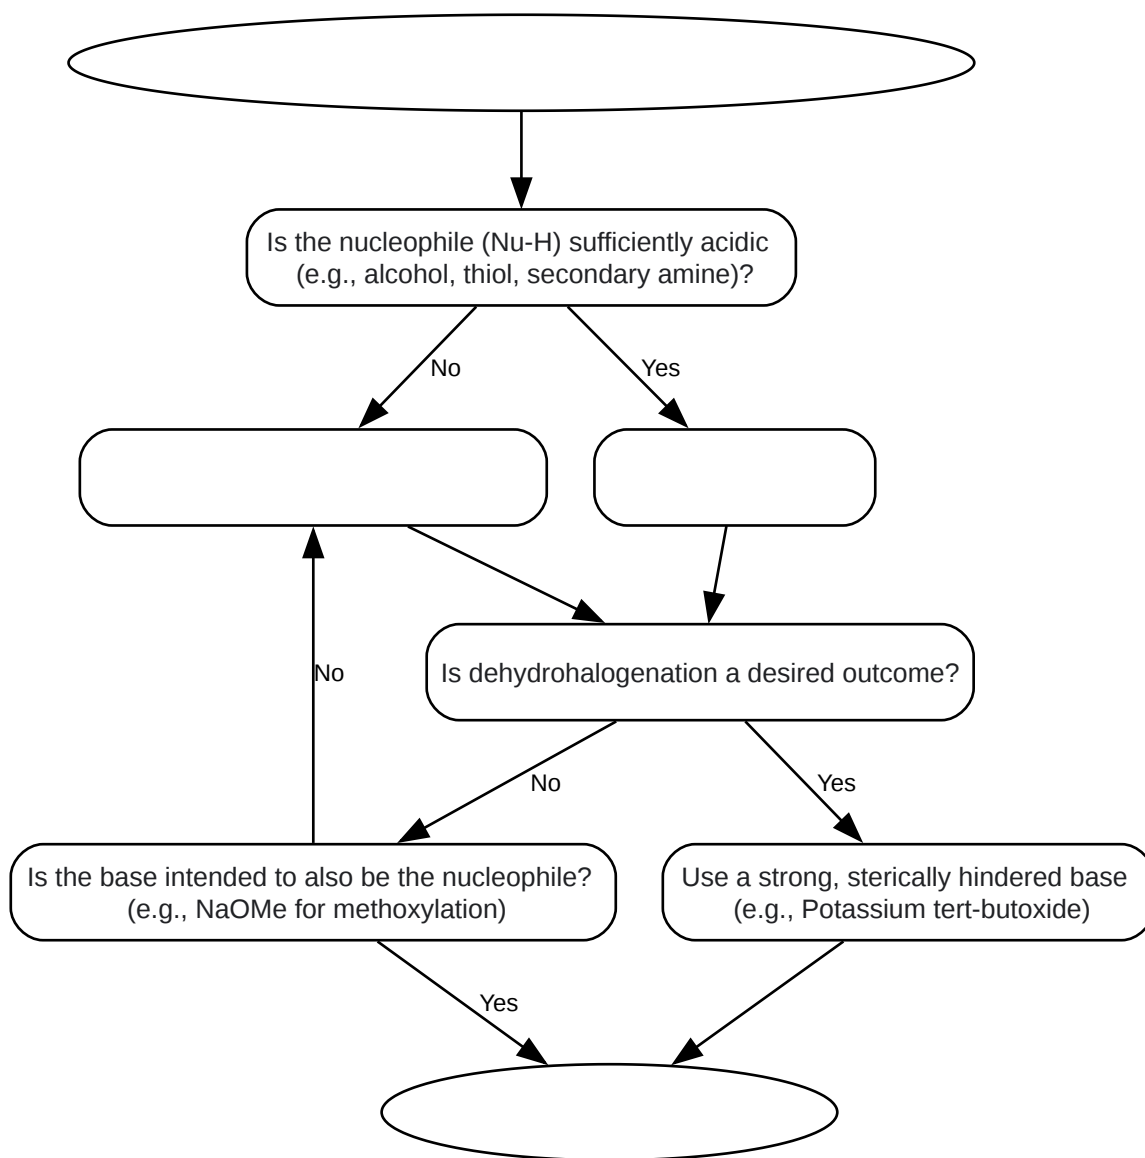 Is the nucleophile (Nu-H) sufficiently acidic
(e.g., alcohol, thiol, secondary amine)?
No
Yes
No
Is dehydrohalogenation a desired outcome?
No
Yes
Is the base intended to also be the nucleophile?
(e.g., NaOMe for methoxylation)
Use a strong, sterically hindered base
(e.g., Potassium tert-butoxide)
Yes